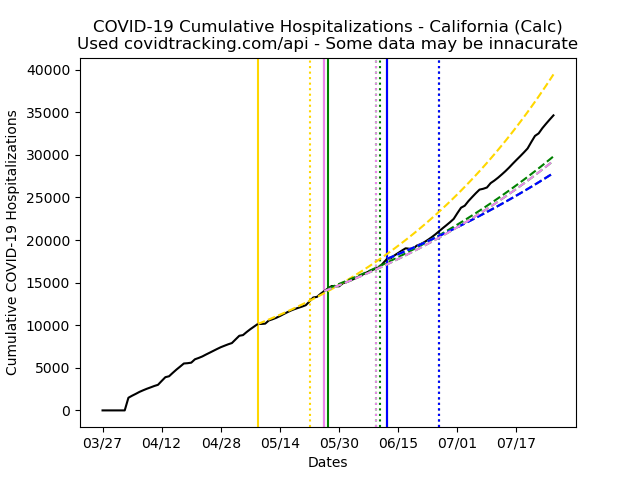 COVID-19 Cumulative Hospitalizations - California (Calc)
Used covidtracking.com/api - Some data may be innacurate
40000
35000
30000
25000
20000
15000
10000
5000
0
Cumulative COVID-19 Hospitalizations
03/27 04/12 04/28 05/14 05/30 06/15 07/01 07/17
Dates